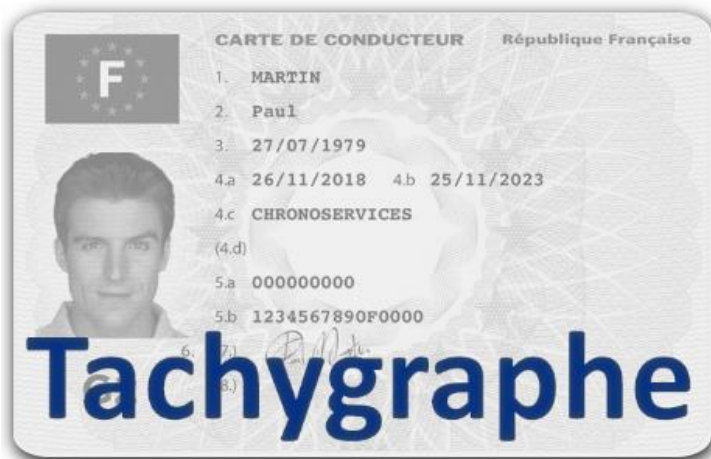 CARTE DE CONDUCTEUR République Française
F
1. MARTIN
2. Paul
3. 27/07/1979
4.a 26/11/2018 4.b 25/11/2023
4.c CHRONOSERVICES
(4.d)
5.a 000000000
5.b 1234567890F0000
6. (7.)
(8.)
Tachygraphe